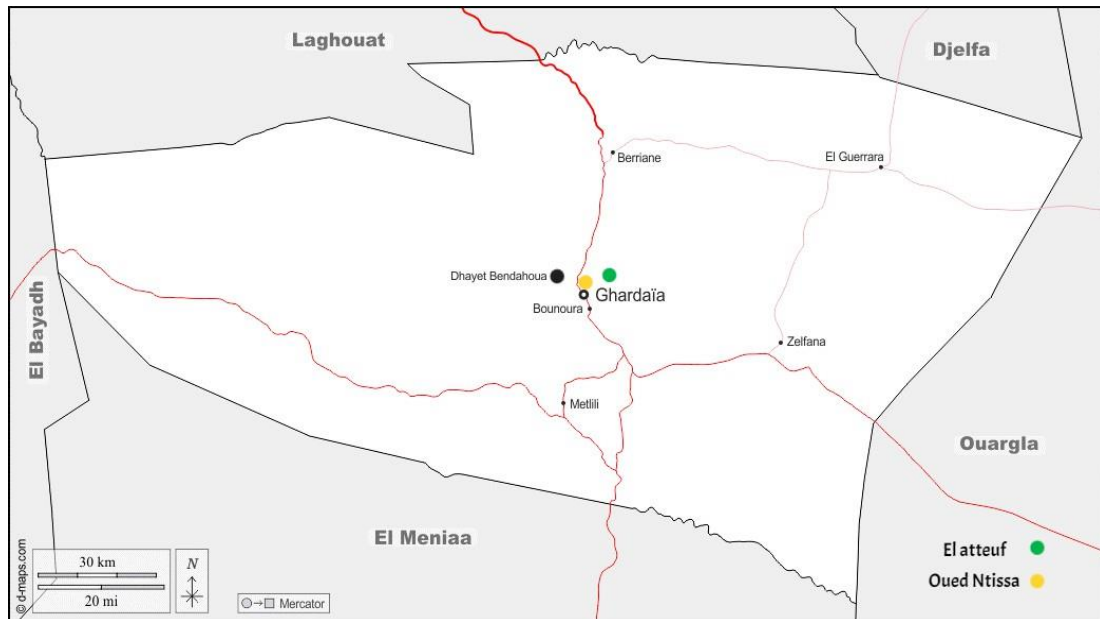 Laghouat
Djelfa
Berriane
El Guerrara
Dhayet Bendahoua
Ghardaïa
Bounoura
El Bayadh
Zelfana
Metlili
Ouargla
El Meniaa
El atteuf
Oued Ntissa
© d-maps.com
30 km
20 mi
N
Mercator